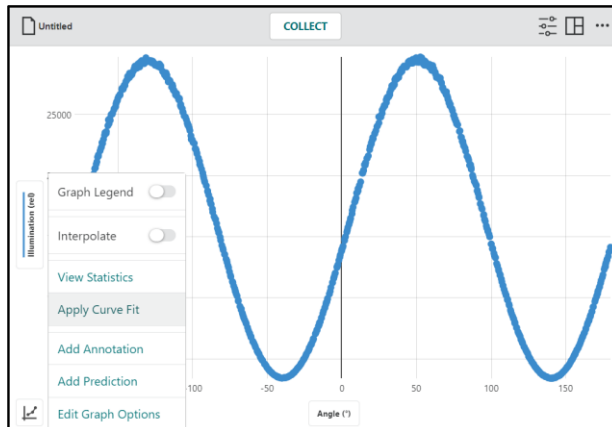 Untitled
COLLECT
25000
Illumination (rel)
Graph Legend
Interpolate
View Statistics
Apply Curve Fit
Add Annotation
Add Prediction
Edit Graph Options
-100
-50
0
50
100
150
Angle (°)